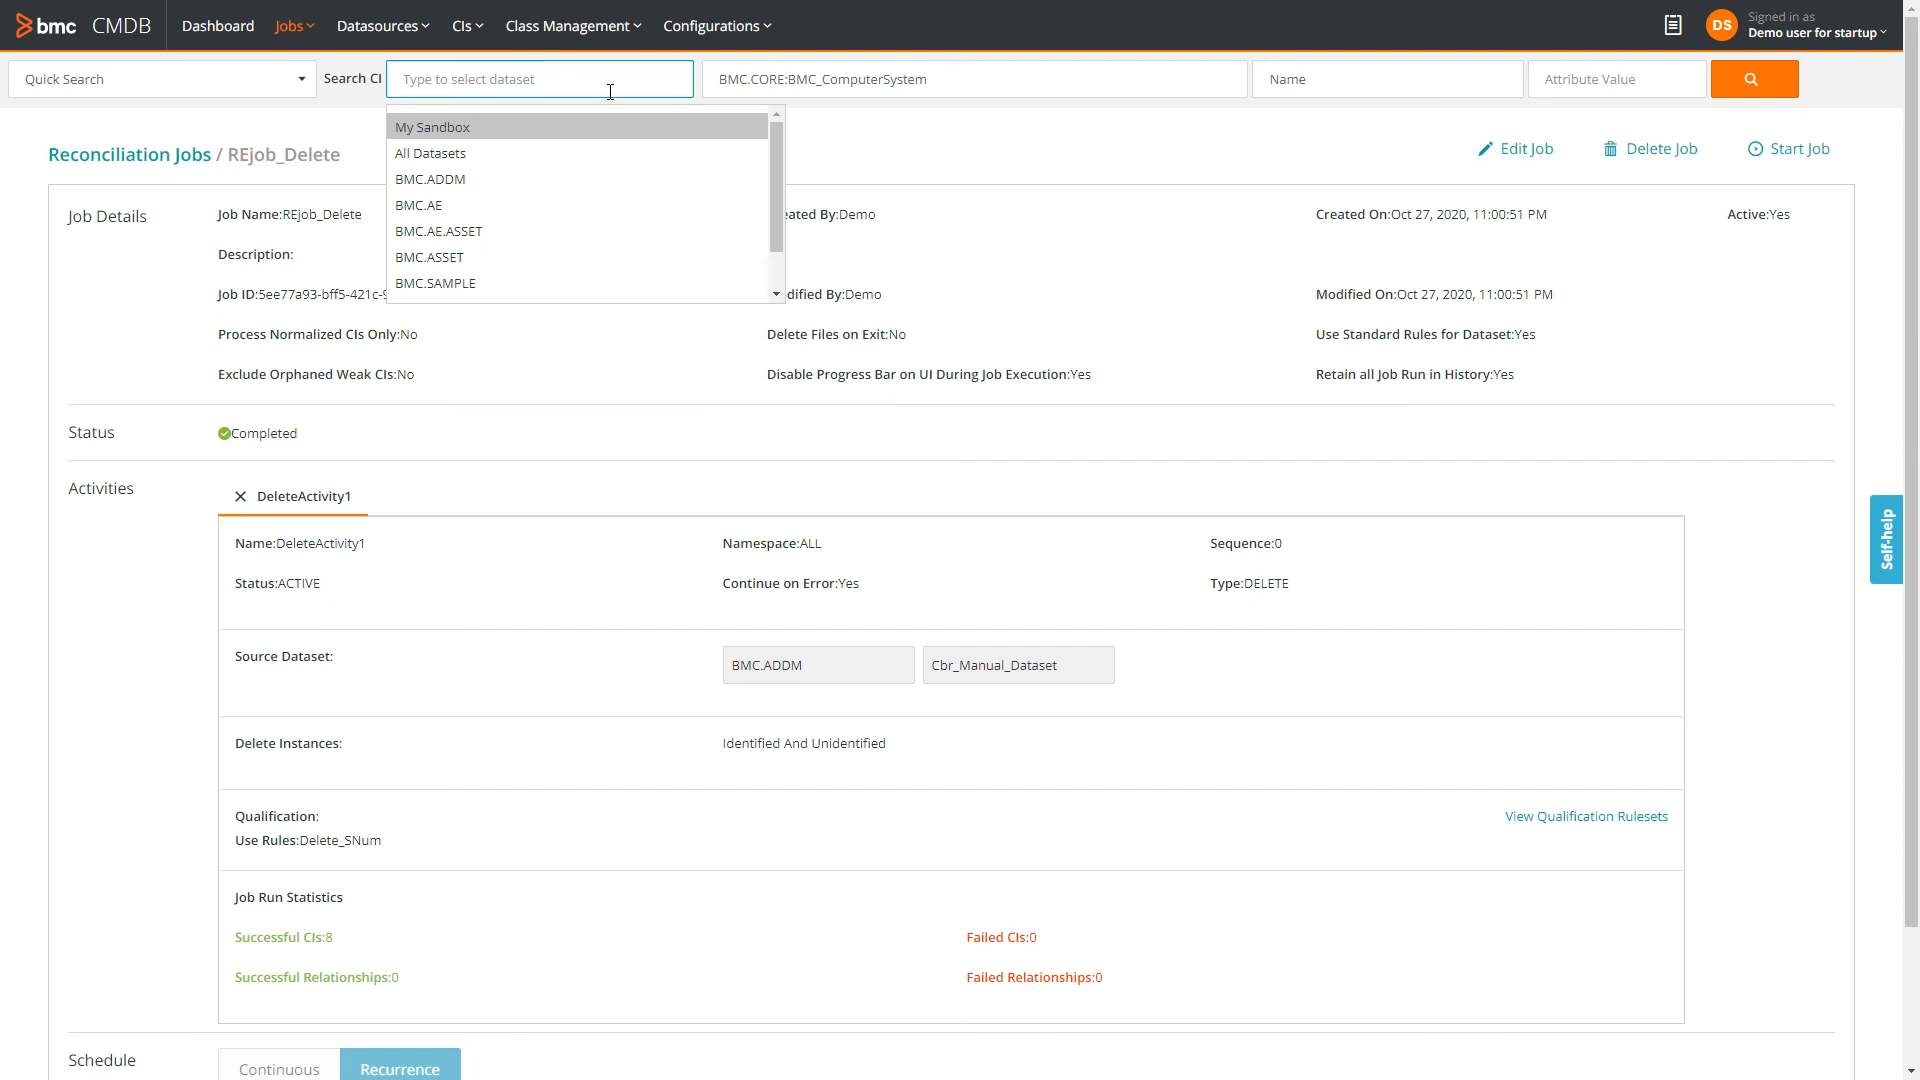 bmc CMDB Dashboard Jobs Datasources CIs Class Management Configurations DS Signed in as
Demo user for startup
Quick Search Search CI Type to select dataset BMC.CORE:BMC_ComputerSystem Name Attribute Value
My Sandbox
All Datasets
BMC.ADDM
BMC.AE
BMC.AE.ASSET
BMC.ASSET
BMC.SAMPLE
Reconciliation Jobs / REjob_Delete Edit Job Delete Job Start Job
Job Details Job Name:REjob_Delete ated By:Demo Created On:Oct 27, 2020, 11:00:51 PM Active:Yes
Description:
Job ID:5ee77a93-bff5-421c- dified By:Demo Modified On:Oct 27, 2020, 11:00:51 PM
Process Normalized CIs Only:No Delete Files on Exit:No Use Standard Rules for Dataset:Yes
Exclude Orphaned Weak CIs:No Disable Progress Bar on UI During Job Execution:Yes Retain all Job Run in History:Yes
Status Completed
Activities DeleteActivity1
Name:DeleteActivity1 Namespace:ALL Sequence:0
Status:ACTIVE Continue on Error:Yes Type:DELETE
Source Dataset: BMC.ADDM Cbr_Manual_Dataset
Delete Instances: Identified And Unidentified
Qualification: View Qualification Rulesets
Use Rules:Delete_SNum
Job Run Statistics
Successful CIs:8 Failed CIs:0
Successful Relationships:0 Failed Relationships:0
Schedule Continuous Recurrence
Self-help